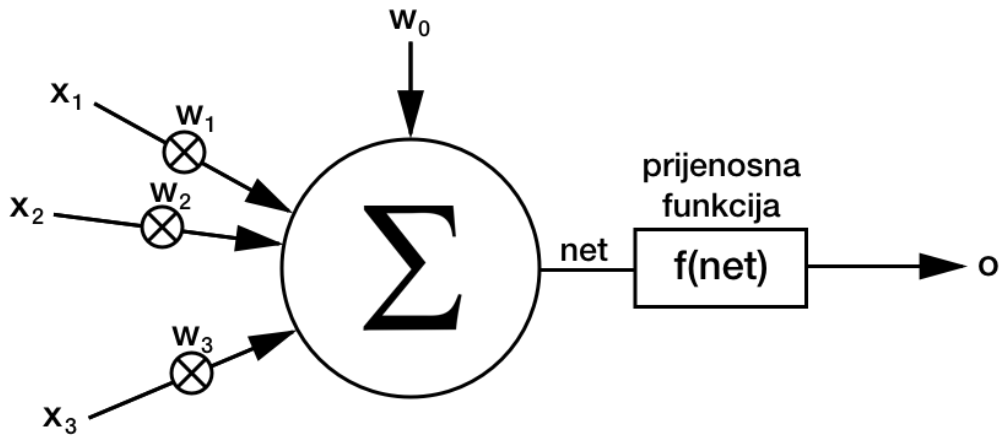 w₀
x₁
w₁
x₂
w₂
w₃
x₃
Σ
net
prijenosna
funkcija
f(net)
o